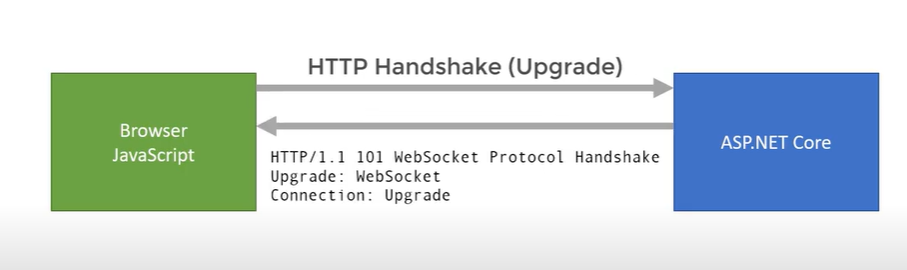 HTTP Handshake (Upgrade)
Browser
JavaScript
ASP.NET Core
HTTP/1.1 101 WebSocket Protocol Handshake
Upgrade: WebSocket
Connection: Upgrade